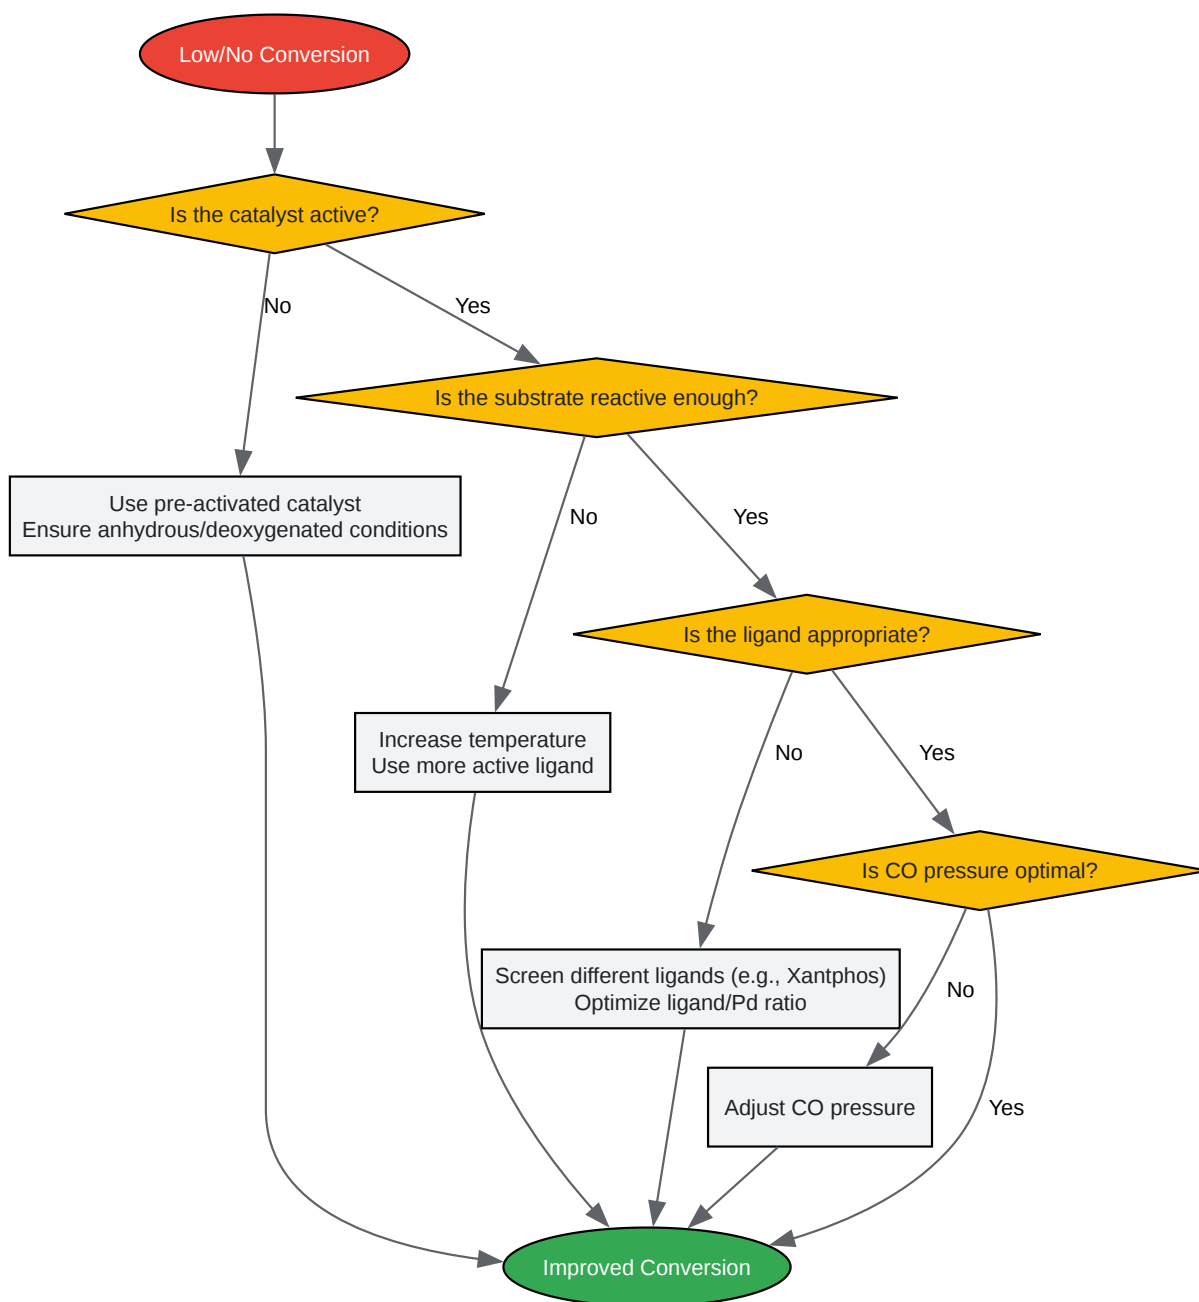 Low/No Conversion
Is the catalyst active?
No
Yes
Is the substrate reactive enough?
Use pre-activated catalyst
Ensure anhydrous/deoxygenated conditions
No
Yes
Is the ligand appropriate?
Increase temperature
Use more active ligand
No
Yes
Is CO pressure optimal?
Screen different ligands (e.g., Xantphos)
Optimize ligand/Pd ratio
No
Adjust CO pressure
Yes
Improved Conversion